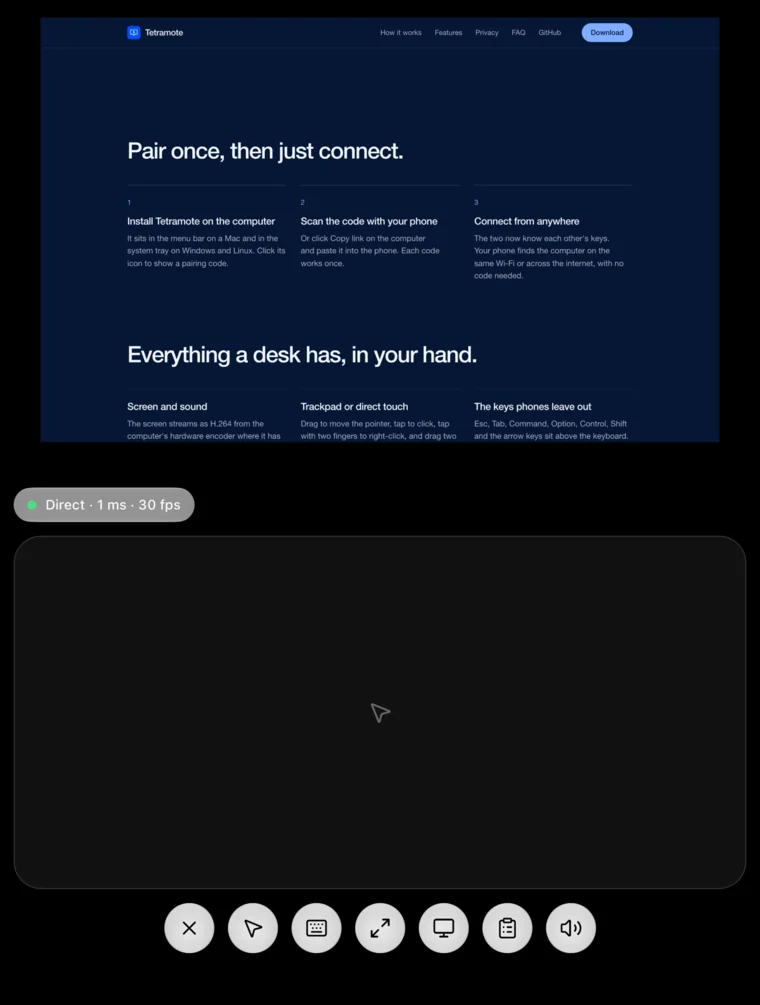 Tetramote
How it works Features Privacy FAQ GitHub Download
Pair once, then just connect.
1
Install Tetramote on the computer
It sits in the menu bar on a Mac and in the
system tray on Windows and Linux. Click its
icon to show a pairing code.
2
Scan the code with your phone
Or click Copy link on the computer
and paste it into the phone. Each code
works once.
3
Connect from anywhere
The two now know each other's keys.
Your phone finds the computer on the
same Wi-Fi or across the internet, with no
code needed.
Everything a desk has, in your hand.
Screen and sound
The screen streams as H.264 from the
computer's hardware encoder where it has
Trackpad or direct touch
Drag to move the pointer, tap to click, tap
with two fingers to right-click, and drag two
The keys phones leave out
Esc, Tab, Command, Option, Control, Shift
and the arrow keys sit above the keyboard.
Direct · 1 ms · 30 fps